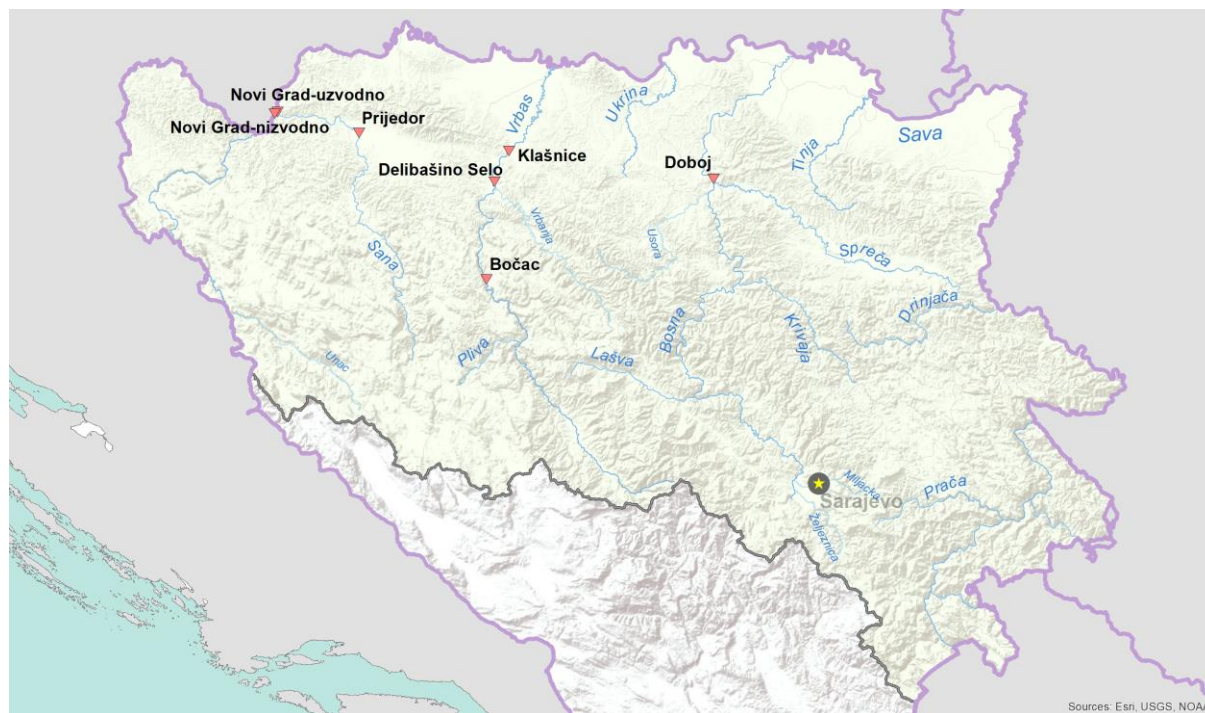 Novi Grad-uzvodno
Novi Grad-nizvodno
Prijedor
Vrbas
Ukrina
Klašnice
Delibašino Selo
Doboj
Tinja
Sava
Vrbanja
Usora
Sana
Spreča
Bočac
Drinjača
Bosna
Krivaja
Pliva
Lašva
Unac
Miljacka
Prača
Sarajevo
Željeznica
Sources: Esri, USGS, NOAA